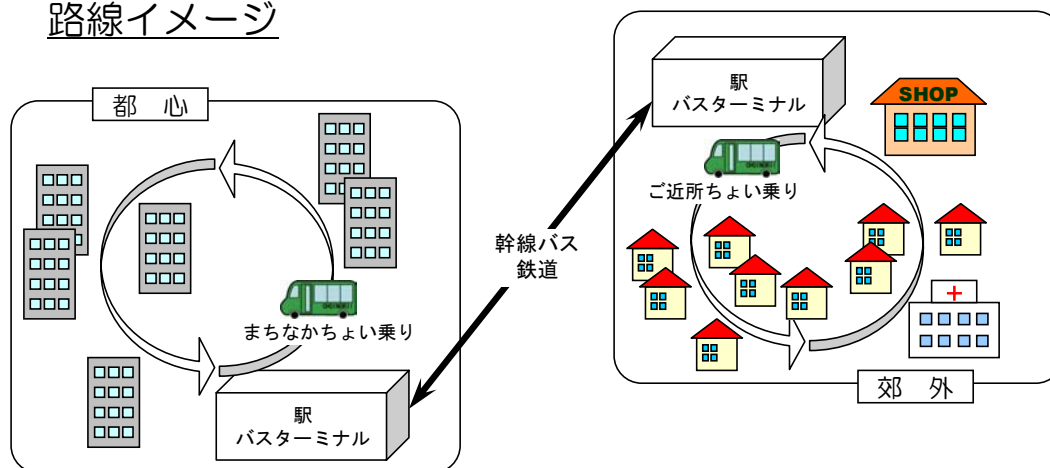 路線イメージ
都　心
まちなかちょい乗り
駅
バスターミナル
幹線バス
鉄道
駅
バスターミナル
SHOP
ご近所ちょい乗り
郊　外